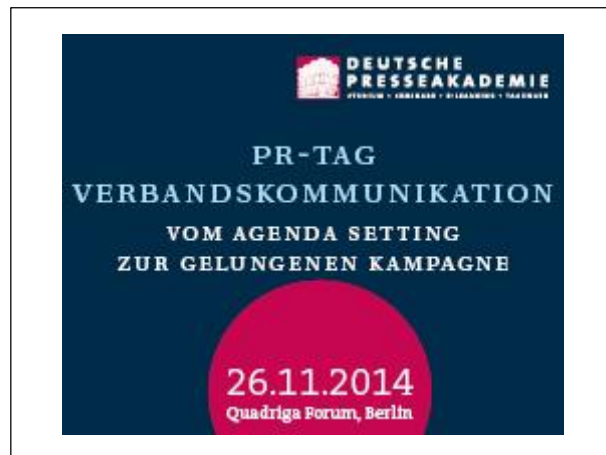 DEUTSCHE
PRESSEAKADEMIE
PR-TAG
VERBANDSKOMMUNIKATION
VOM AGENDA SETTING
ZUR GELUNGENEN KAMPAGNE
26.11.2014
Quadriga Forum, Berlin